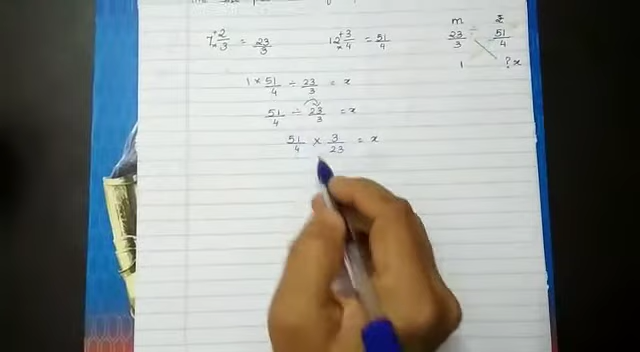 m ₹
7 2/3 = 23/3 12 3/4 = 51/4 23/3 51/4
1 ? x
1 × 51/4 ÷ 23/3 = x
51/4 ÷ 23/3 = x
51/4 × 3/23 = x